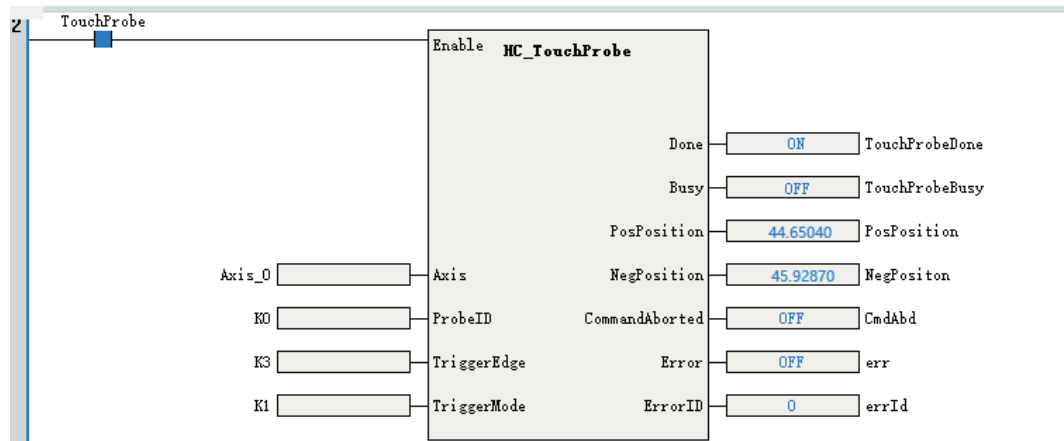 2
TouchProbe
Enable HC_TouchProbe
Done ON TouchProbeDone
Busy OFF TouchProbeBusy
PosPosition 44.65040 PosPosition
Axis_0 Axis NegPosition 45.92870 NegPositon
K0 ProbeID CommandAborted OFF CmdAbd
K3 TriggerEdge Error OFF err
K1 TriggerMode ErrorID 0 errId